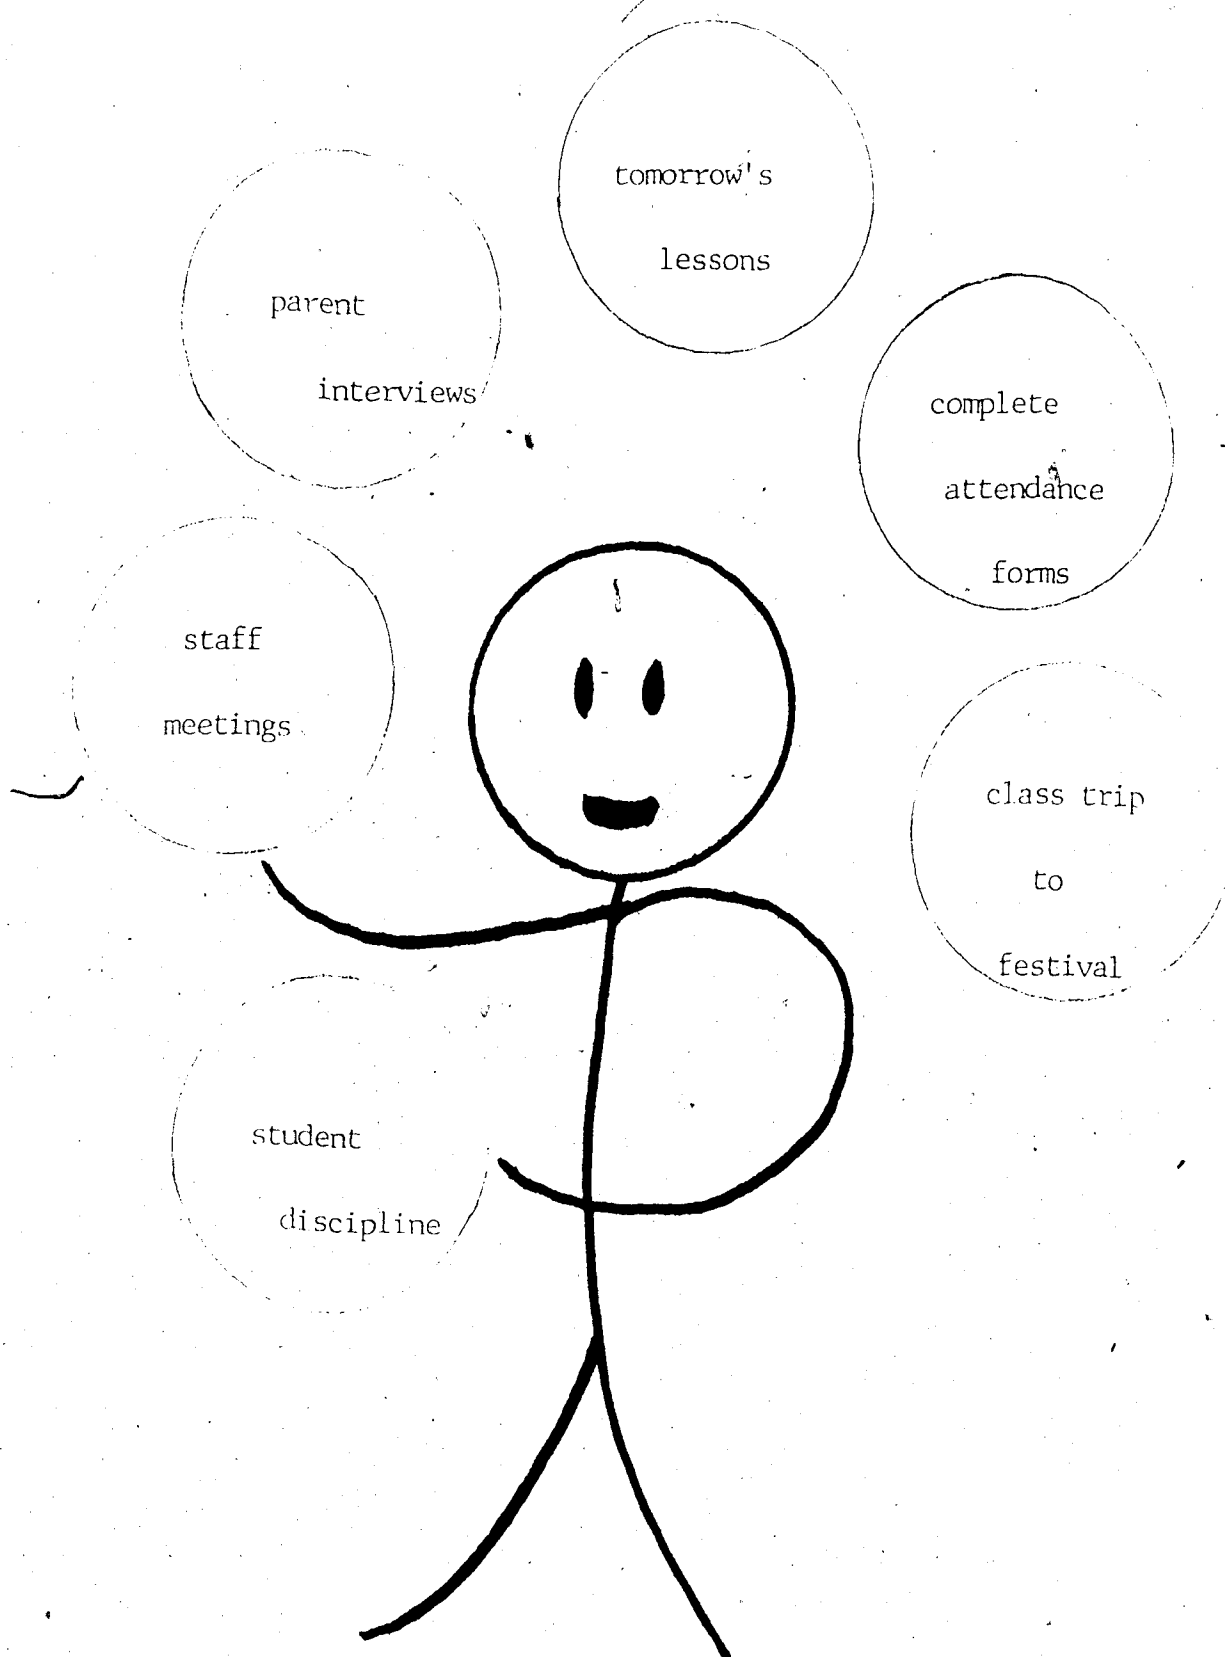 tomorrow's
lessons
parent
interviews
complete
attendance
forms
staff
meetings
class trip
to
festival
student
discipline